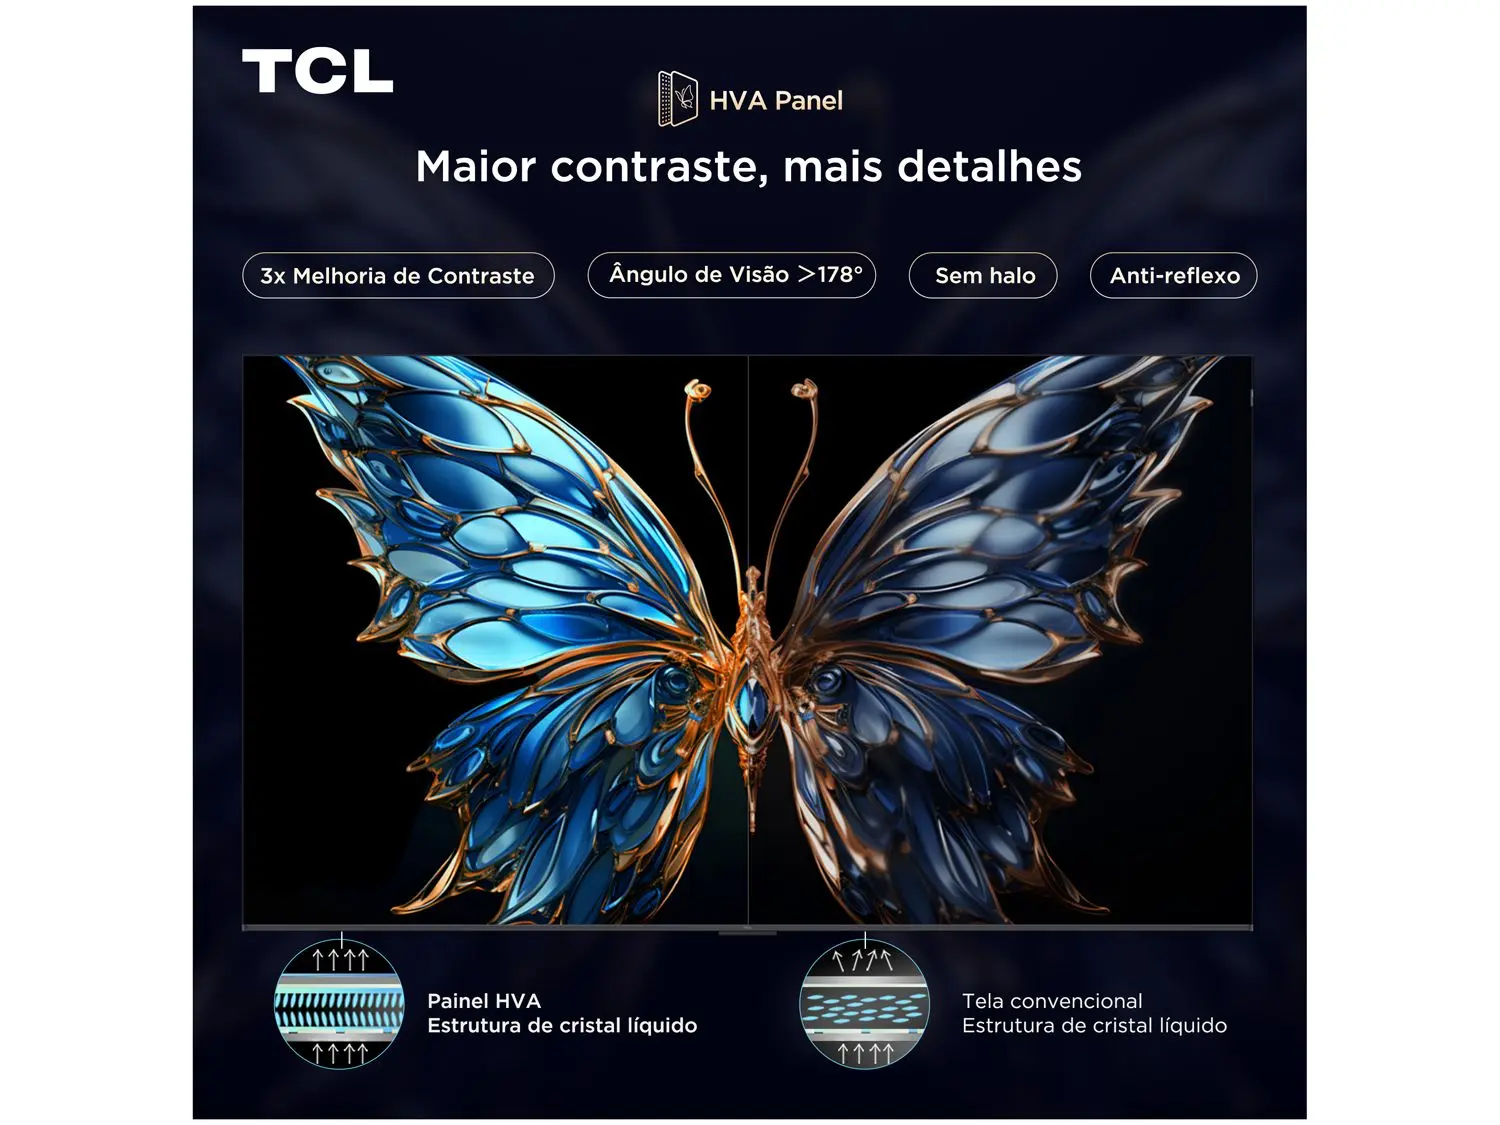 TCL
HVA Panel
Maior contraste, mais detalhes
3x Melhoria de Contraste
Ângulo de Visão >178°
Sem halo
Anti-reflexo
Painel HVA
Estrutura de cristal líquido
Tela convencional
Estrutura de cristal líquido